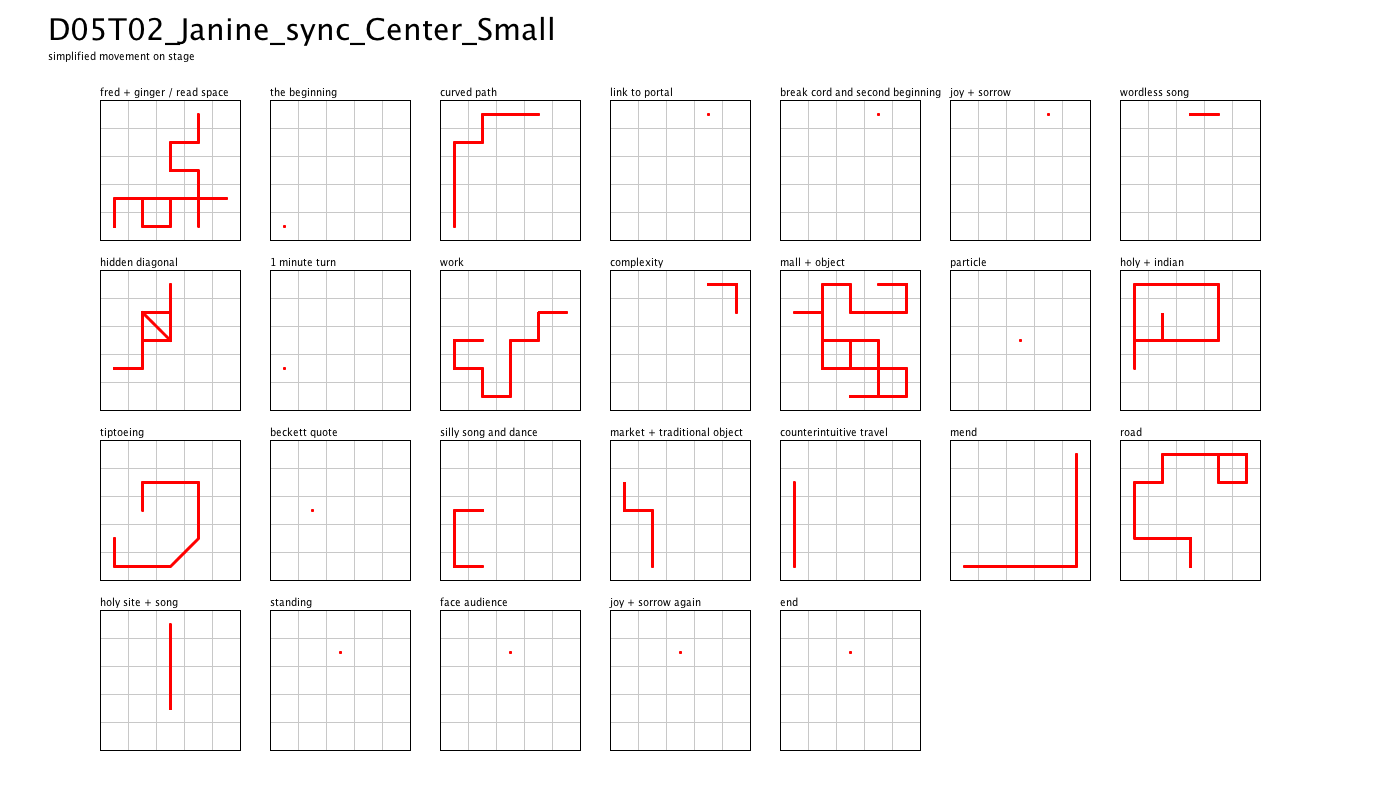 D05T02_Janine_sync_Center_Small
simplified movement on stage
fred + ginger / read space
the beginning
curved path
link to portal
break cord and second beginning
joy + sorrow
wordless song
hidden diagonal
1 minute turn
work
complexity
mall + object
particle
holy + indian
tiptoeing
beckett quote
silly song and dance
market + traditional object
counterintuitive travel
mend
road
holy site + song
standing
face audience
joy + sorrow again
end